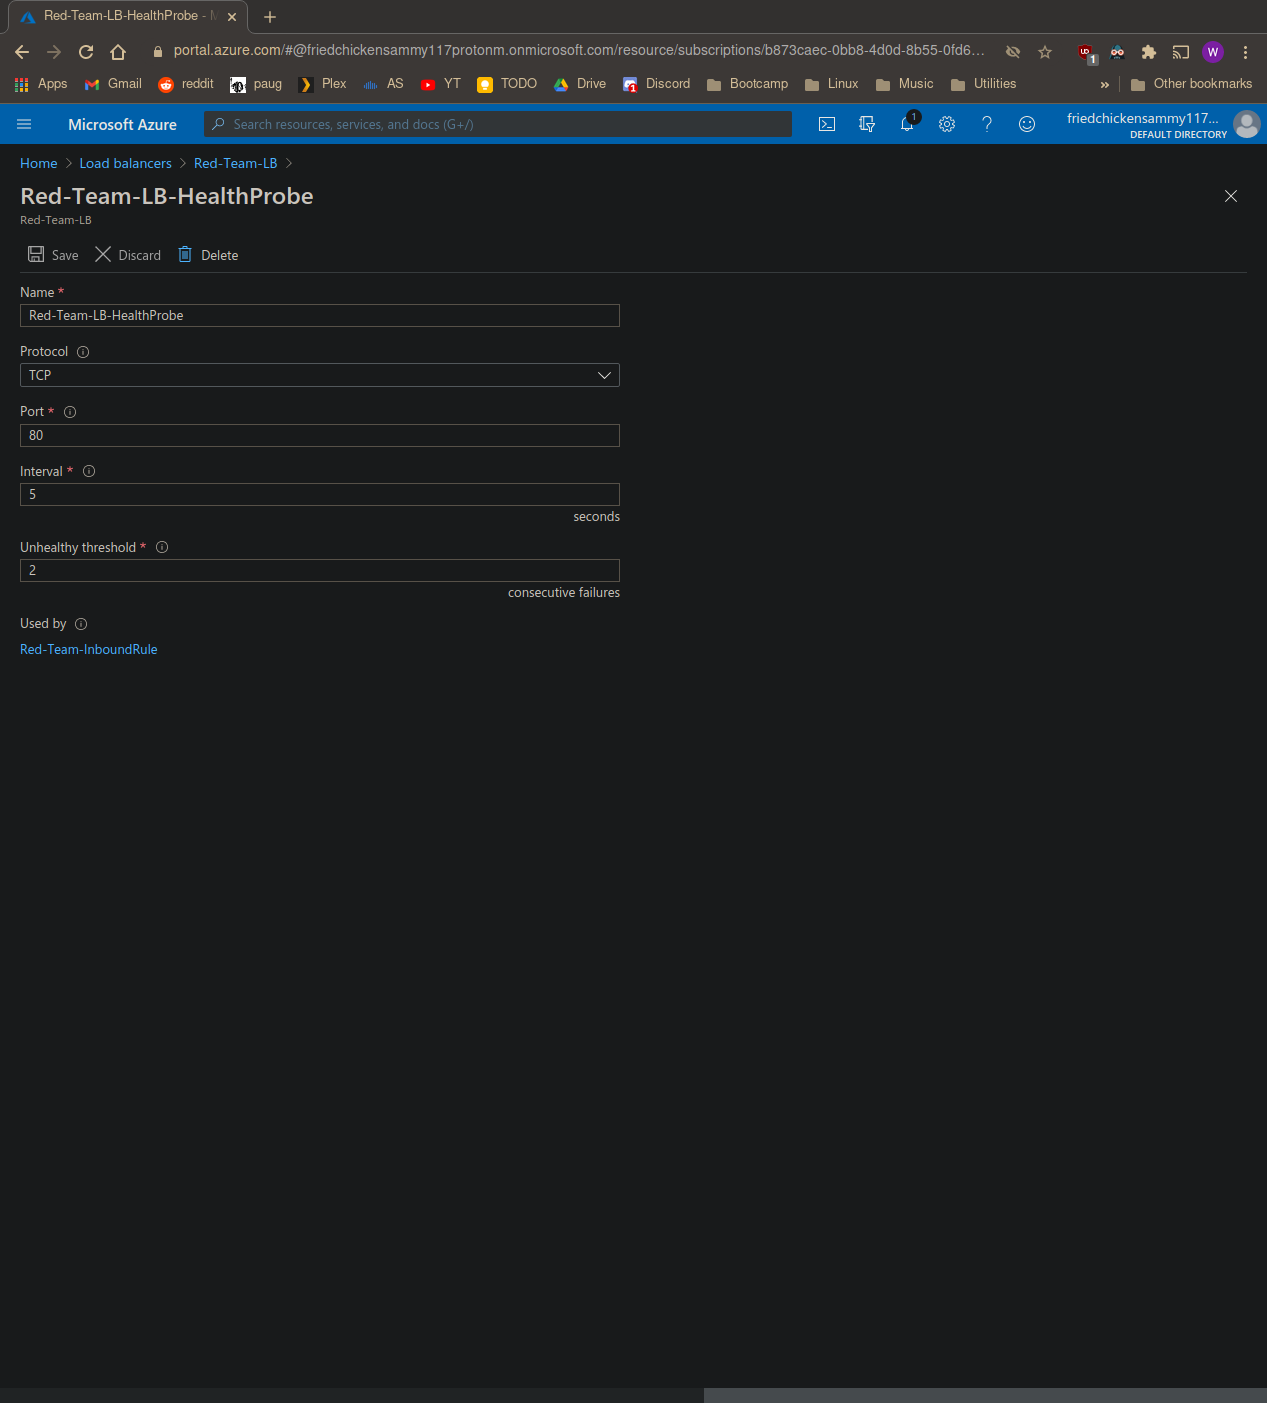 Red-Team-LB-HealthProbe - M
portal.azure.com/#@friedchickensammy117protonm.onmicrosoft.com/resource/subscriptions/b873caec-0bb8-4d0d-8b55-0fd6...
UD
1
W
Apps
Gmail
reddit
paug
Plex
AS
YT
TODO
Drive
1
Discord
Bootcamp
Linux
Music
Utilities
»
Other bookmarks
Microsoft Azure
Search resources, services, and docs (G+/)
1
friedchickensammy117...
DEFAULT DIRECTORY
Home > Load balancers > Red-Team-LB >
Red-Team-LB-HealthProbe
Red-Team-LB
Save
Discard
Delete
Name *
Red-Team-LB-HealthProbe
Protocol
TCP
Port *
80
Interval *
5
seconds
Unhealthy threshold *
2
consecutive failures
Used by
Red-Team-InboundRule